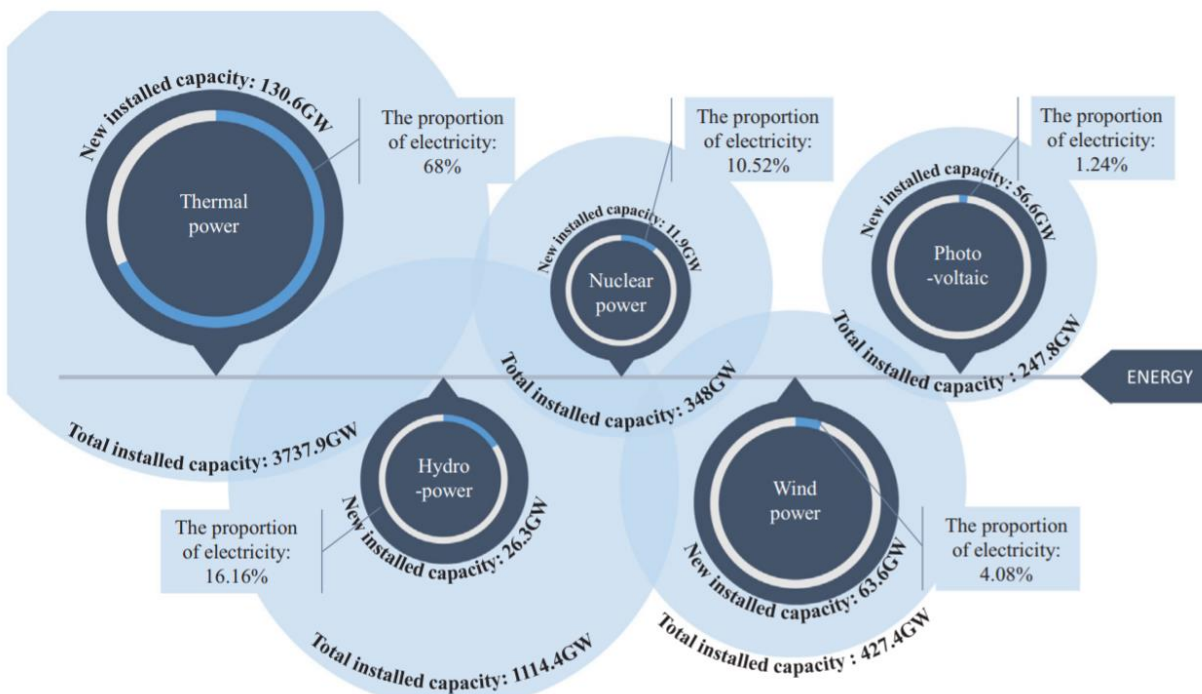 New installed capacity: 130.6GW
The proportion
of electricity:
68%
Thermal
power
Total installed capacity: 3737.9GW
The proportion
of electricity:
10.52%
New installed capacity: 11.9GW
Nuclear
power
Total installed capacity: 348GW
The proportion
of electricity:
1.24%
New installed capacity: 56.6GW
Photo
-voltaic
Total installed capacity : 247.8GW
ENERGY
Hydro
-power
New installed capacity: 26.3GW
The proportion
of electricity:
16.16%
Total installed capacity: 1114.4GW
Wind
power
New installed capacity: 63.6GW
The proportion
of electricity:
4.08%
Total installed capacity : 427.4GW